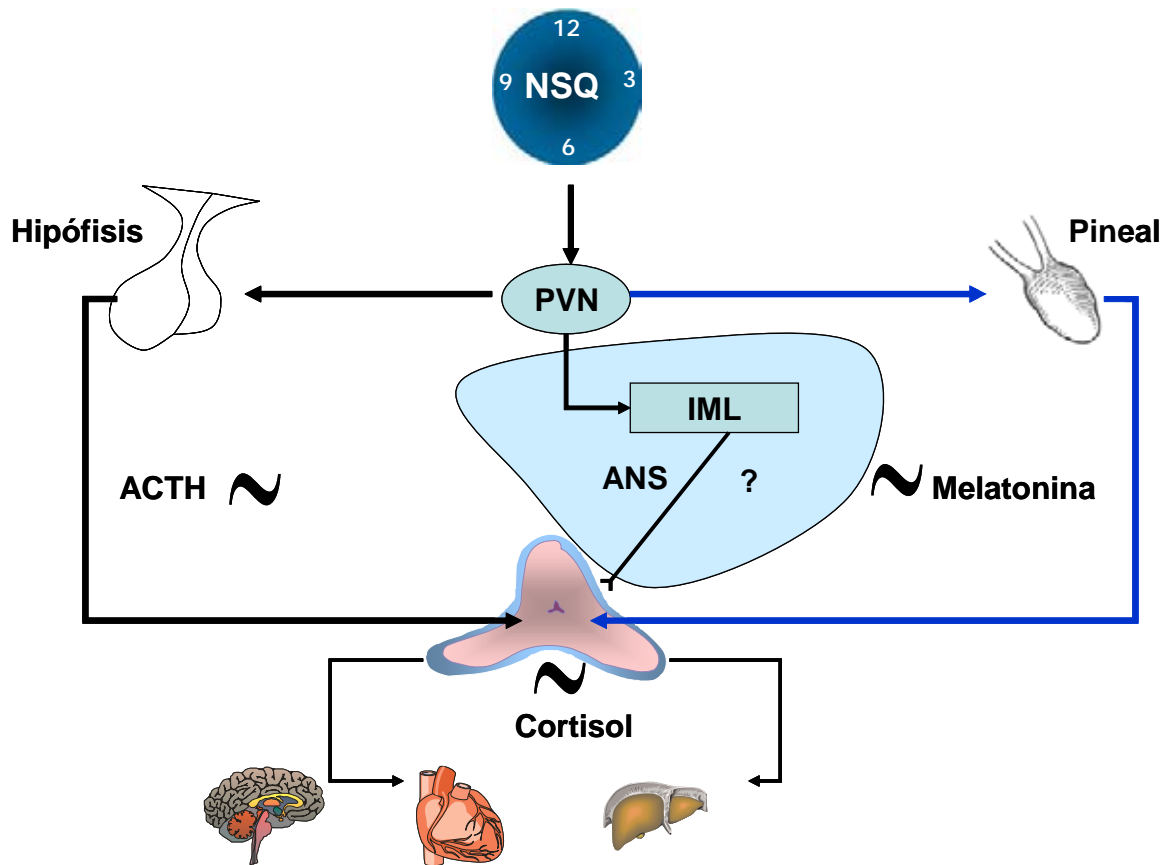 12
9 NSQ 3
6
Hipófisis
Pineal
PVN
IML
ANS ?
ACTH ~
~ Melatonina
~
Cortisol